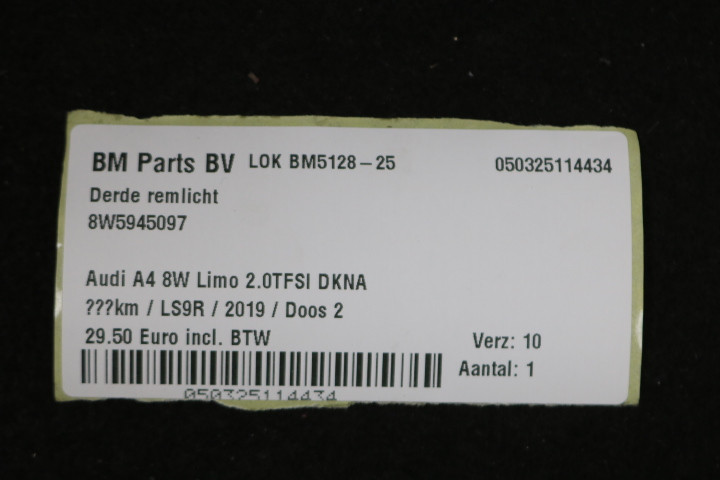 BM Parts BV LOK BM5128-25 050325114434
Derde remlicht
8W5945097
Audi A4 8W Limo 2.0TFSI DKNA
???km / LS9R / 2019 / Doos 2
29.50 Euro incl. BTW Verz: 10
Aantal: 1
050325114434